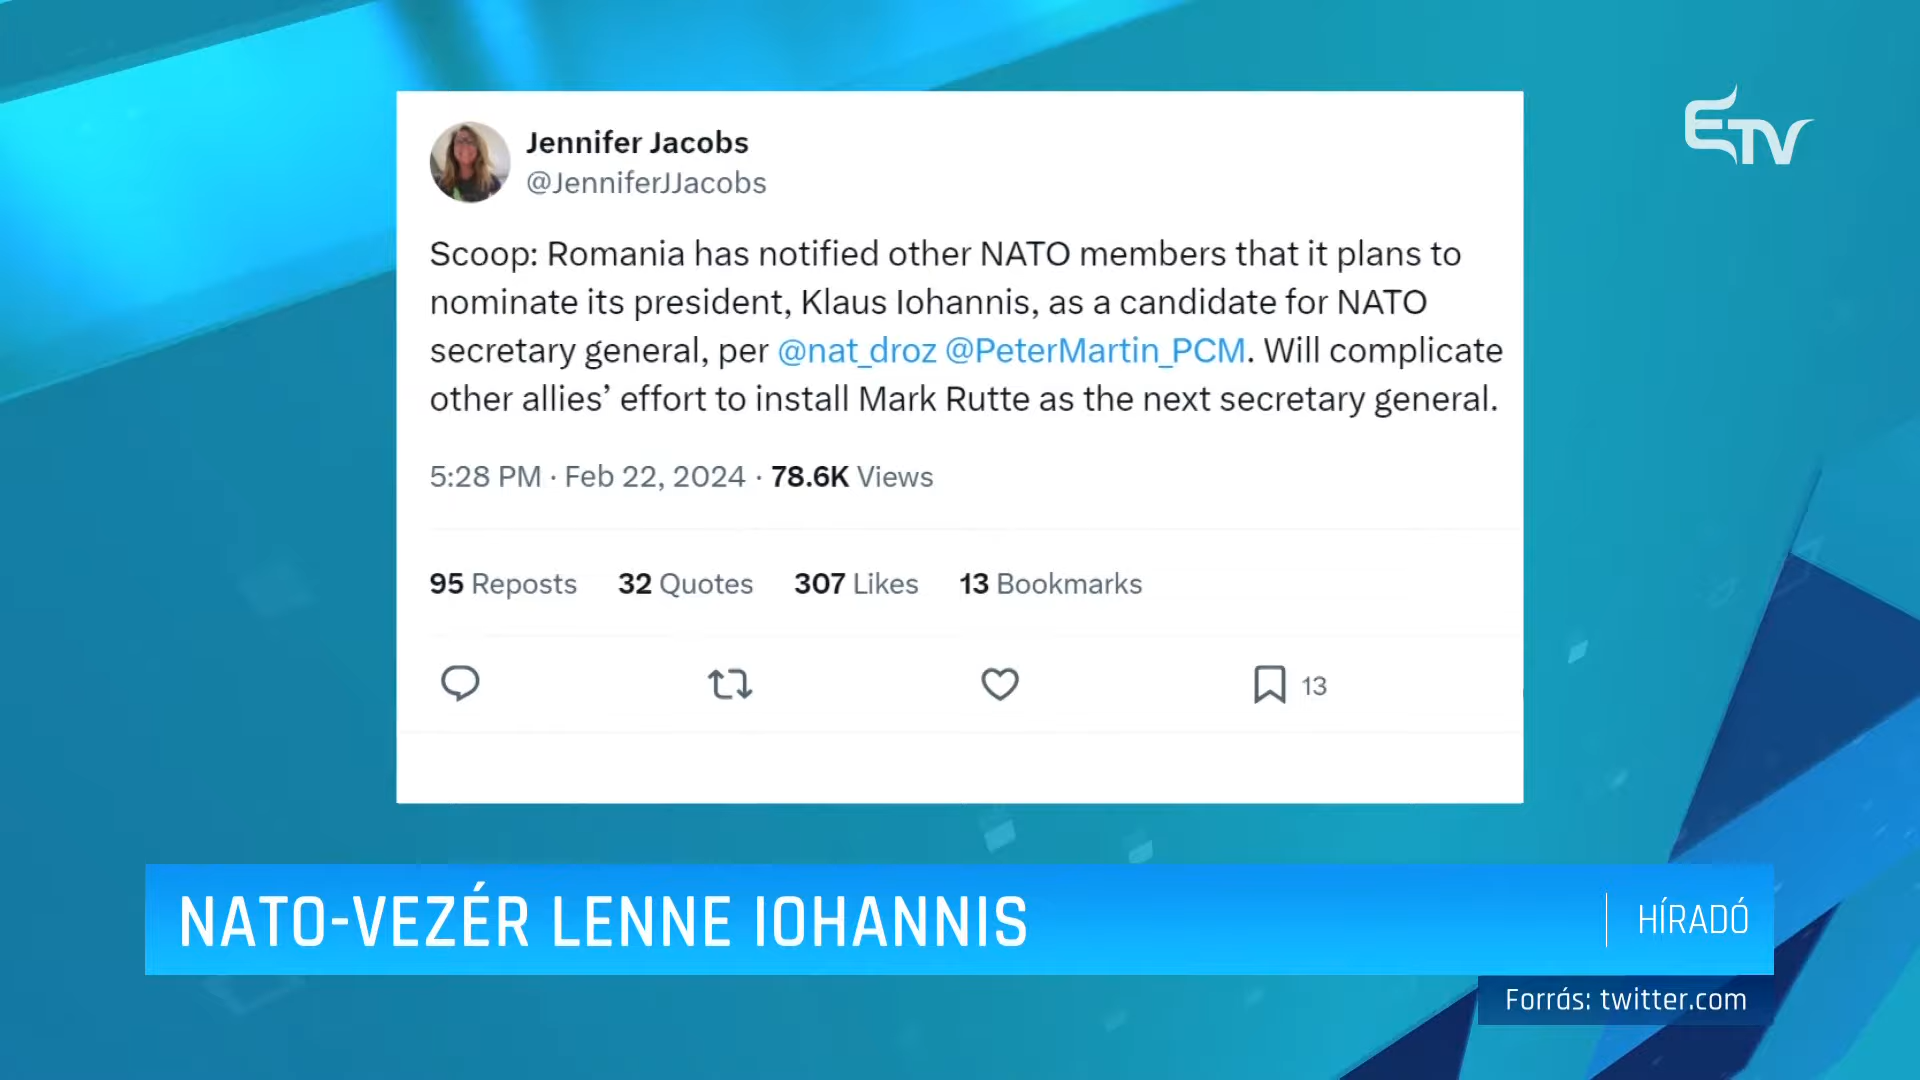 ETV
Jennifer Jacobs
@JenniferJJacobs
Scoop: Romania has notified other NATO members that it plans to
nominate its president, Klaus Iohannis, as a candidate for NATO
secretary general, per @nat_droz @PeterMartin_PCM. Will complicate
other allies’ effort to install Mark Rutte as the next secretary general.
5:28 PM · Feb 22, 2024 · 78.6K Views
95 Reposts 32 Quotes 307 Likes 13 Bookmarks
13
NATO-VEZÉR LENNE IOHANNIS
HÍRADÓ
Forrás: twitter.com